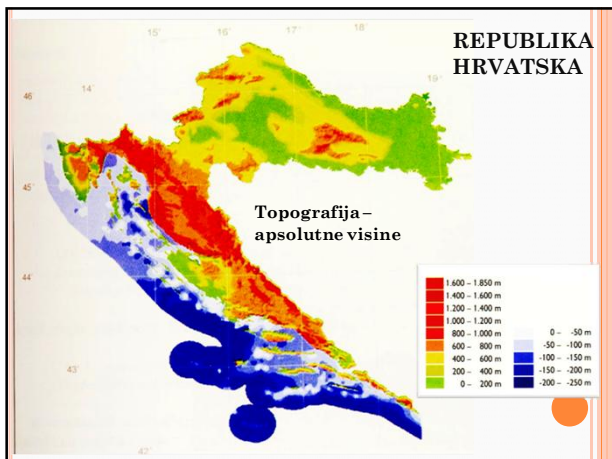 REPUBLIKA
HRVATSKA
15°
16°
17°
18°
19°
14°
46°
45°
44°
43°
42°
Topografija –
apsolutne visine
1.600 – 1.850 m
1.400 – 1.600 m
1.200 – 1.400 m
1.000 – 1.200 m
800 – 1.000 m
600 – 800 m
400 – 600 m
200 – 400 m
0 – 200 m
0 – -50 m
-50 – -100 m
-100 – -150 m
-150 – -200 m
-200 – -250 m